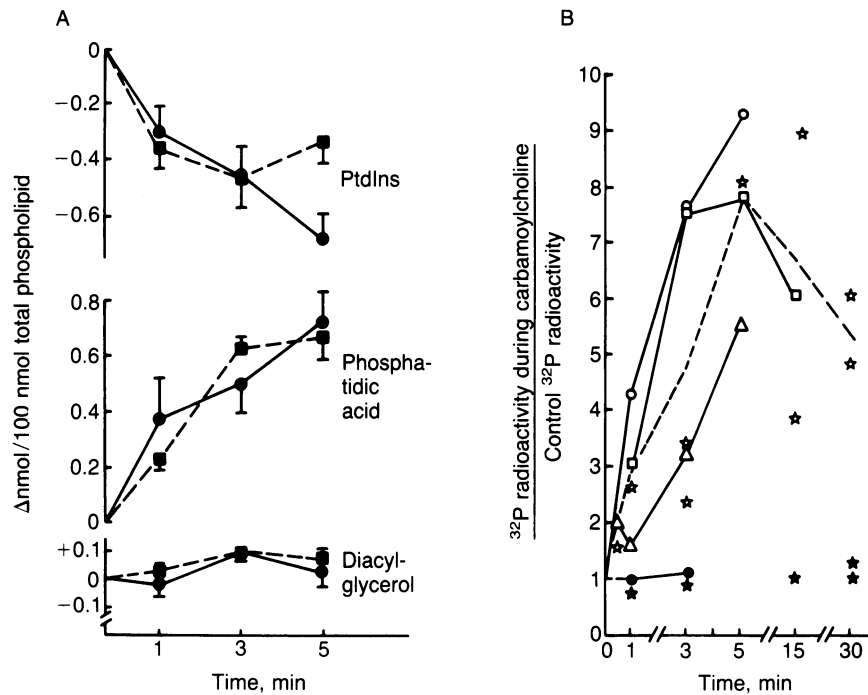 A
0
−0.2
−0.4
−0.6
PtdIns
0.8
0.6
0.4
0.2
0
Phospha-
tidic
acid
+0.1
0
−0.1
Diacyl-
glycerol
Δnmol/100 nmol total phospholipid
1
3
5
Time, min
B
10
9
8
7
6
5
4
3
2
1
0
³²P radioactivity during carbamoylcholine
Control ³²P radioactivity
0
1
3
5
15
30
Time, min